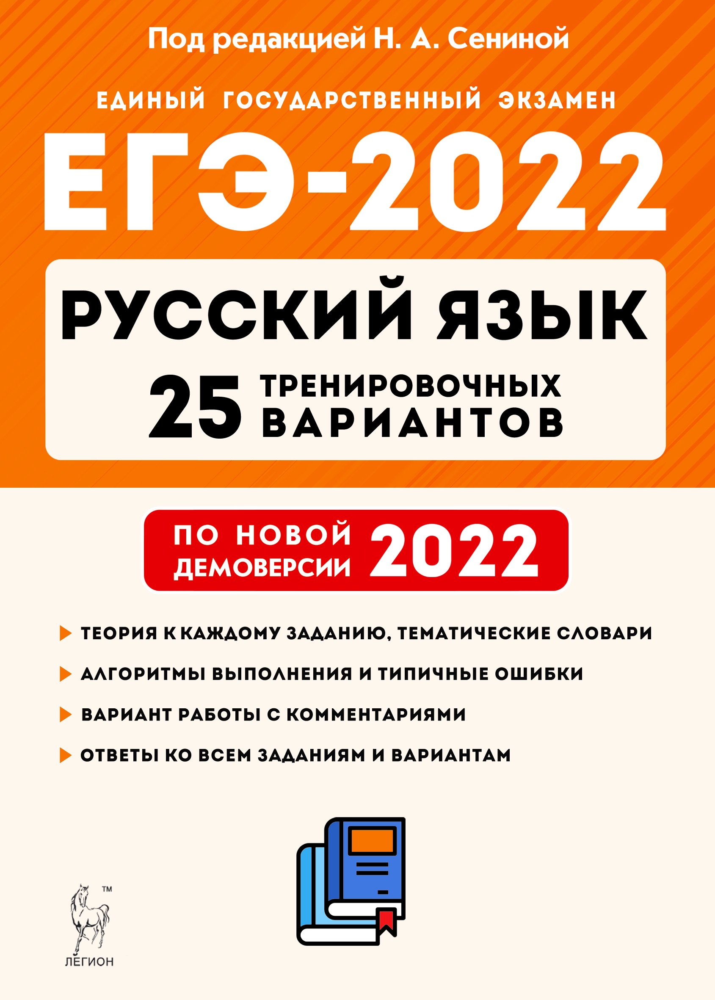 Под редакцией Н. А. Сениной
ЕДИНЫЙ ГОСУДАРСТВЕННЫЙ ЭКЗАМЕН
ЕГЭ-2022
РУССКИЙ ЯЗЫК
25 ТРЕНИРОВОЧНЫХ
ВАРИАНТОВ
ПО НОВОЙ
ДЕМОВЕРСИИ 2022
ТЕОРИЯ К КАЖДОМУ ЗАДАНИЮ, ТЕМАТИЧЕСКИЕ СЛОВАРИ
АЛГОРИТМЫ ВЫПОЛНЕНИЯ И ТИПИЧНЫЕ ОШИБКИ
ВАРИАНТ РАБОТЫ С КОММЕНТАРИЯМИ
ОТВЕТЫ КО ВСЕМ ЗАДАНИЯМ И ВАРИАНТАМ
TM
ЛЕГИОН